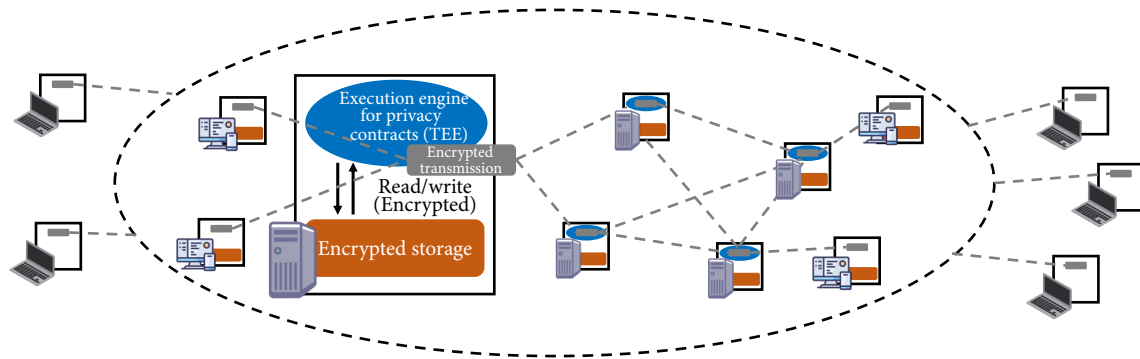 Execution engine
for privacy
contracts (TEE)
Encrypted
transmission
Read/write
(Encrypted)
Encrypted storage